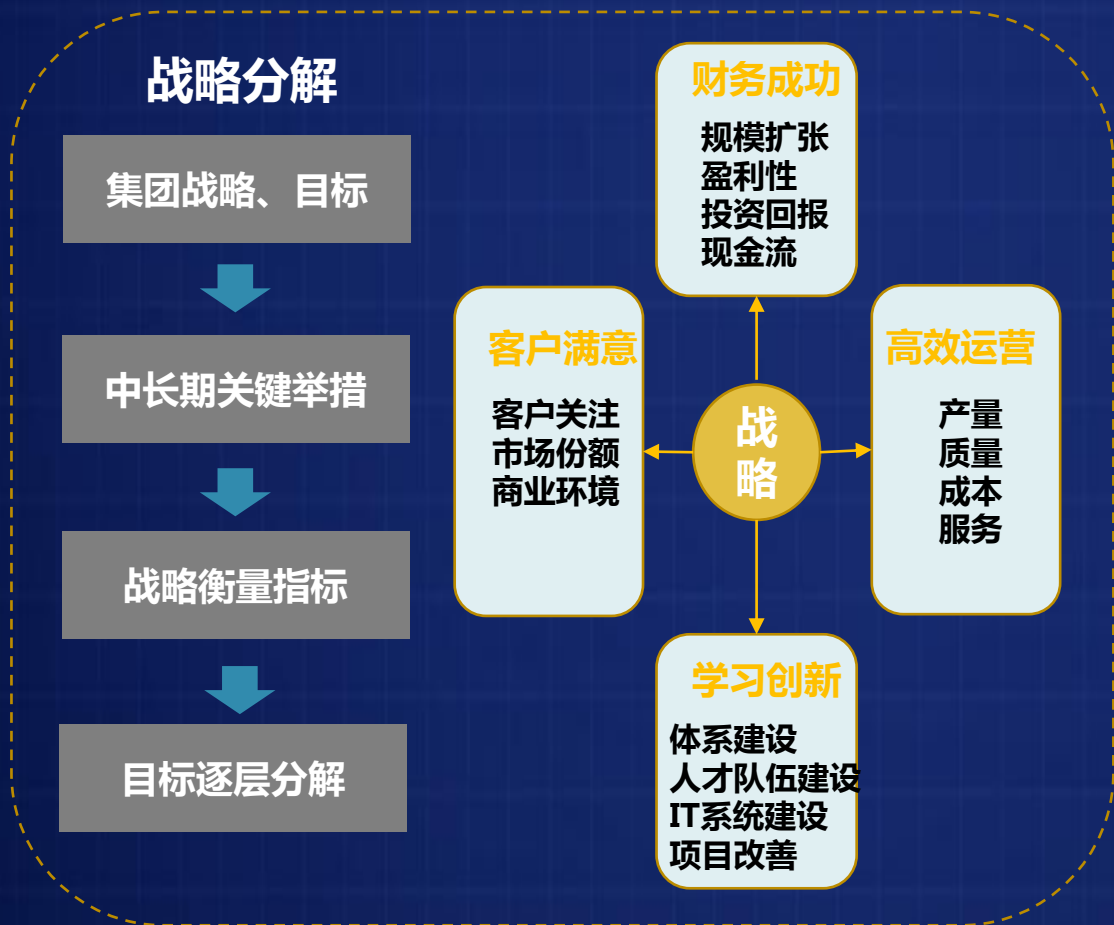 战略分解
集团战略、目标
中长期关键举措
战略衡量指标
目标逐层分解
财务成功
规模扩张
盈利性
投资回报
现金流
客户满意
客户关注
市场份额
商业环境
战
略
高效运营
产量
质量
成本
服务
学习创新
体系建设
人才队伍建设
IT系统建设
项目改善